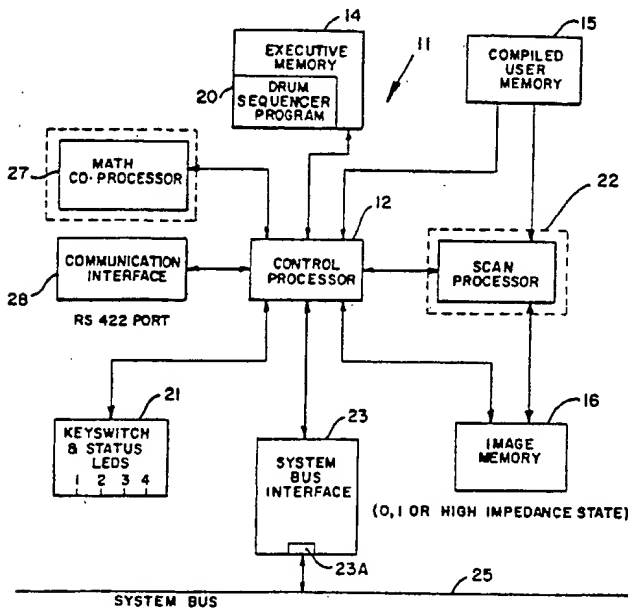 14
15
11
EXECUTIVE
MEMORY
COMPILED
USER
MEMORY
20
DRUM
SEQUENCER
PROGRAM
27
MATH
CO-PROCESSOR
12
22
CONTROL
PROCESSOR
SCAN
PROCESSOR
COMMUNICATION
INTERFACE
28
RS 422 PORT
21
KEYSWITCH
& STATUS
LEDS
1 2 3 4
23
SYSTEM
BUS
INTERFACE
23A
16
IMAGE
MEMORY
(0,1 OR HIGH IMPEDANCE STATE)
25
SYSTEM BUS